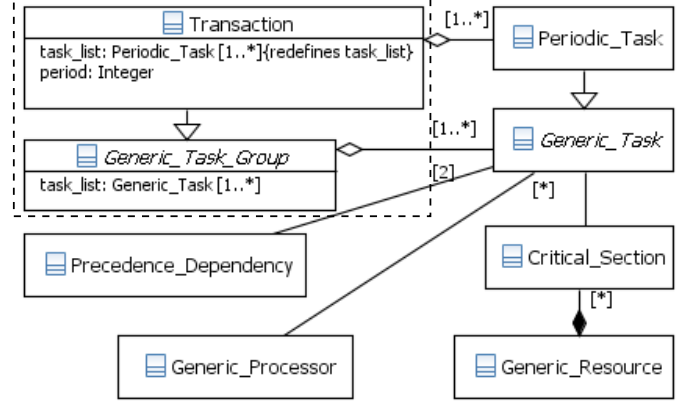 Transaction
task_list: Periodic_Task [1..*]{redefines task_list}
period: Integer
[1..*]
Periodic_Task
Generic_Task_Group
task_list: Generic_Task [1..*]
[1..*]
Generic_Task
[2]
[*]
Precedence_Dependency
Critical_Section
[*]
Generic_Processor
Generic_Resource